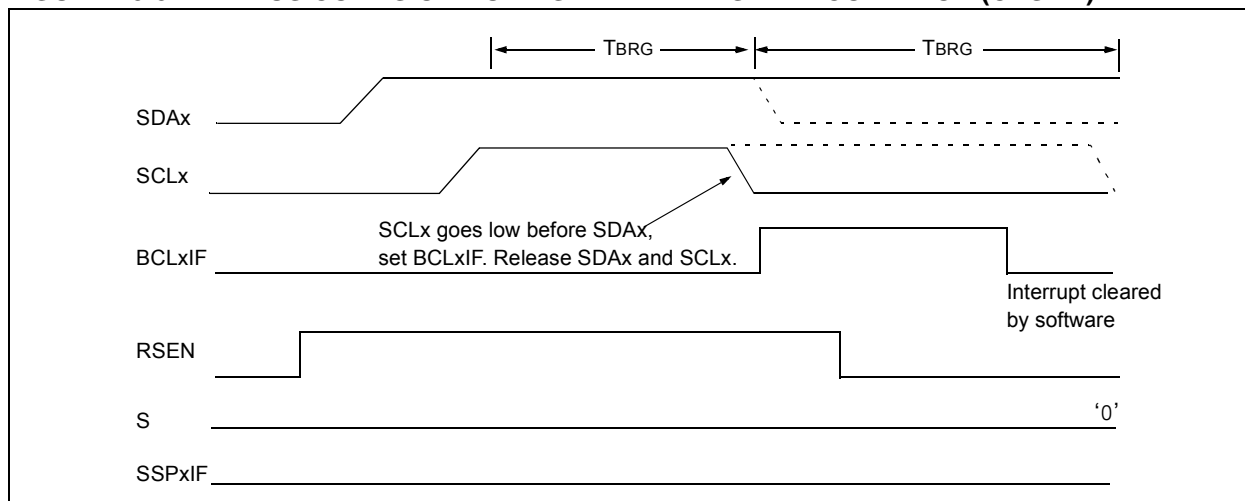 TBRG TBRG
SDAx
SCLx
SCLx goes low before SDAx,
set BCLxIF. Release SDAx and SCLx.
BCLxIF
Interrupt cleared
by software
RSEN
S
‘0’
SSPxIF